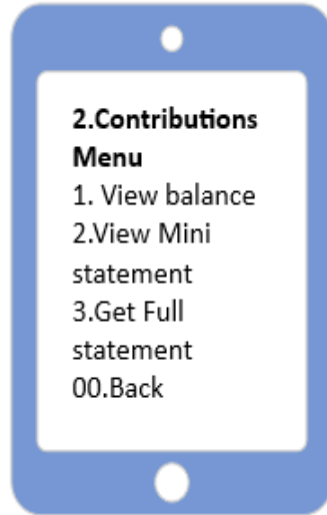 2.Contributions
Menu
1. View balance
2.View Mini
statement
3.Get Full
statement
00.Back